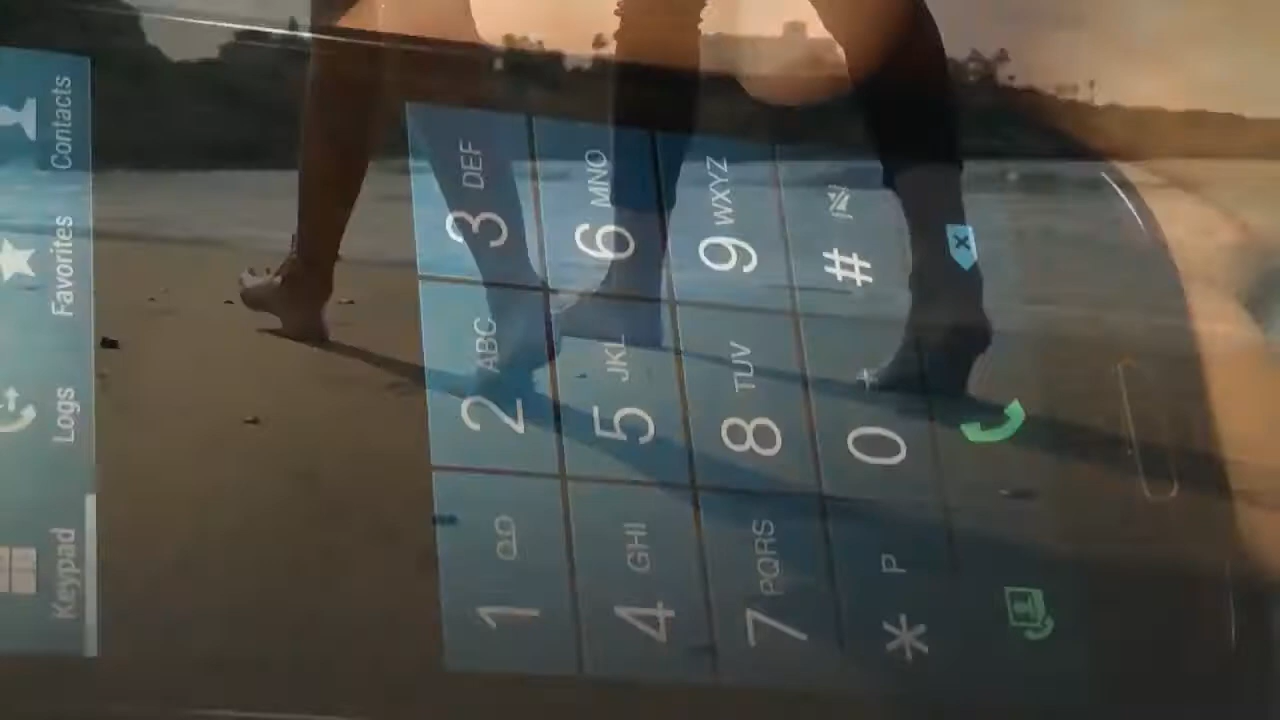 Keypad Logs Favorites Contacts
1 2 ABC 3 DEF
4 GHI 5 JKL 6 MNO
7 PQRS 8 TUV 9 WXYZ
* P 0 + #